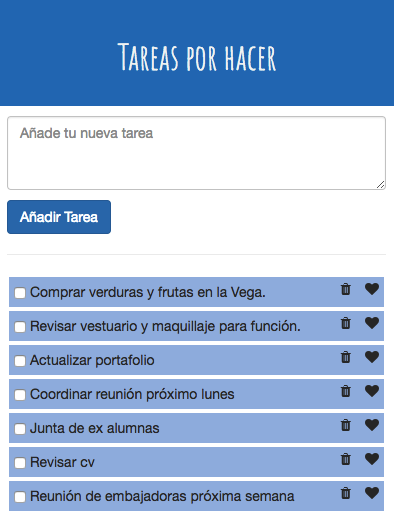 Tareas por hacer
Añade tu nueva tarea
Añadir Tarea
Comprar verduras y frutas en la Vega.
Revisar vestuario y maquillaje para función.
Actualizar portafolio
Coordinar reunión próximo lunes
Junta de ex alumnas
Revisar cv
Reunión de embajadoras próxima semana